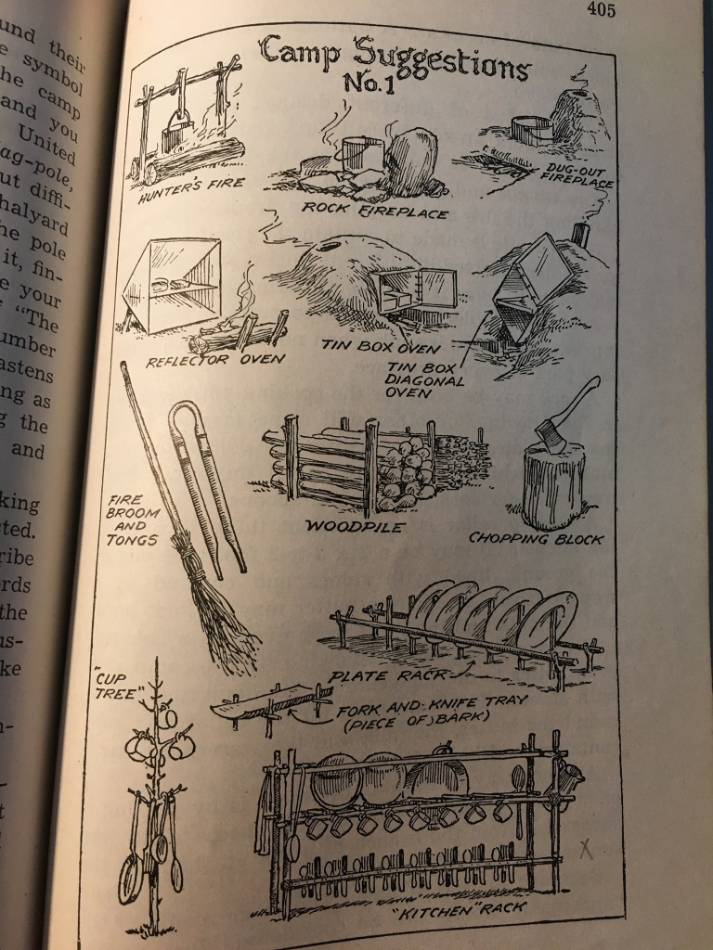 405
und their
symbol
he camp
and you
United
ag-pole,
ut diffi-
halyard
he pole
it, fin-
e your
"The
umber
astens
ng as
g the
and
king
sted.
ribe
ords
the
us-
ke
Camp Suggestions
No.1
HUNTER'S FIRE
ROCK FIREPLACE
DUG-OUT
FIREPLACE
REFLECTOR OVEN
TIN BOX OVEN
TIN BOX
DIAGONAL
OVEN
FIRE
BROOM
AND
TONGS
WOODPILE
CHOPPING BLOCK
PLATE RACK
"CUP
TREE"
FORK AND KNIFE TRAY
(PIECE OF BARK)
"KITCHEN" RACK
X